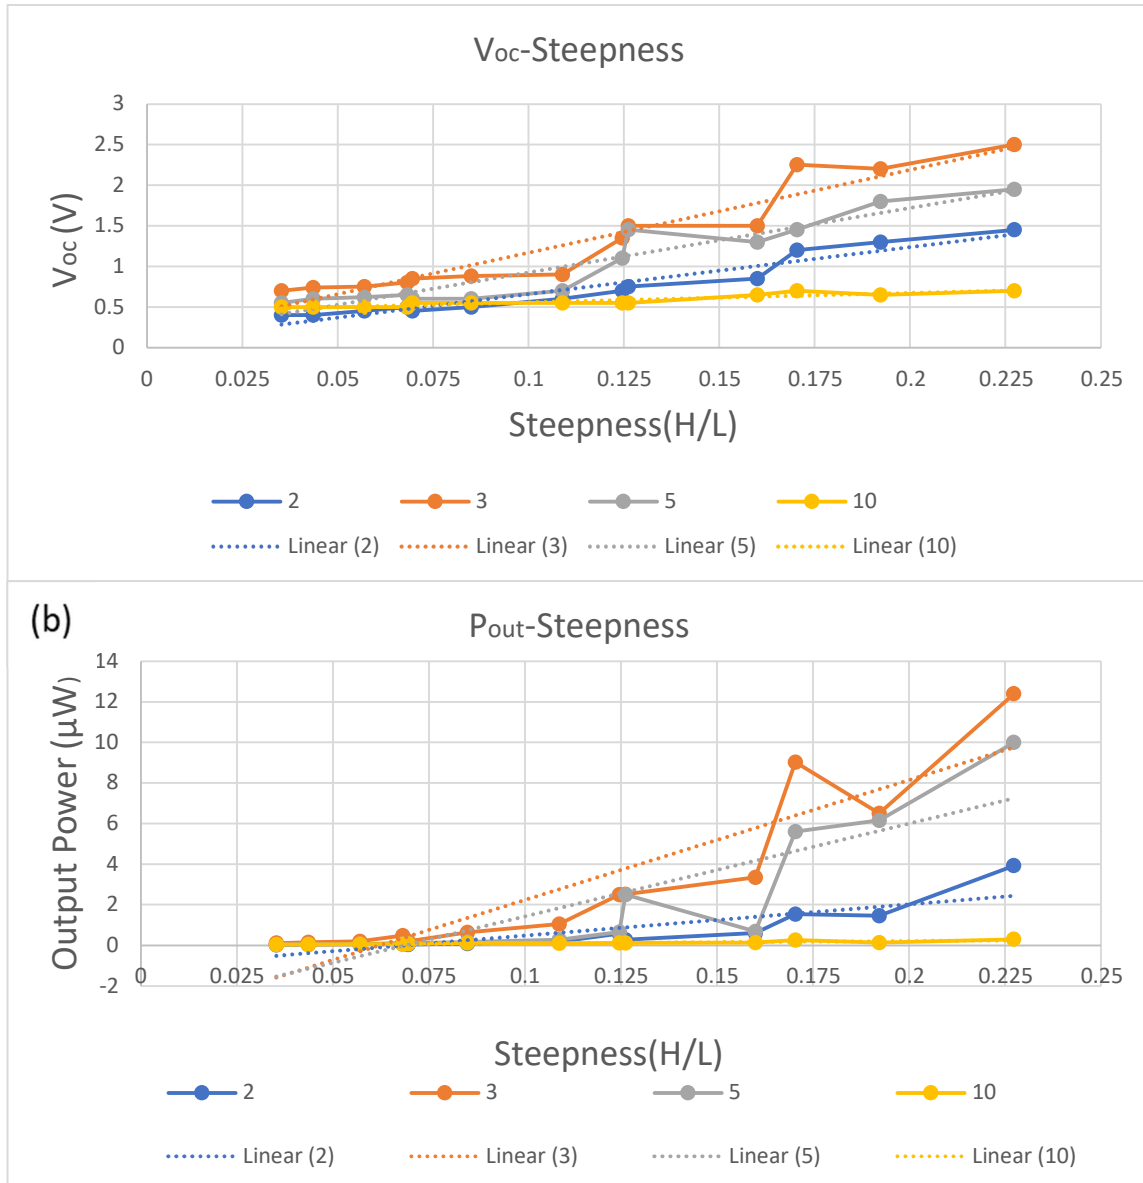 Voc-Steepness
3
2.5
2
1.5
1
0.5
0
Voc (V)
0 0.025 0.05 0.075 0.1 0.125 0.15 0.175 0.2 0.225 0.25
Steepness(H/L)
2 3 5 10
Linear (2) Linear (3) Linear (5) Linear (10)
(b)
Pout-Steepness
14
12
10
8
6
4
2
0
-2
Output Power (µW)
0 0.025 0.05 0.075 0.1 0.125 0.15 0.175 0.2 0.225 0.25
Steepness(H/L)
2 3 5 10
Linear (2) Linear (3) Linear (5) Linear (10)